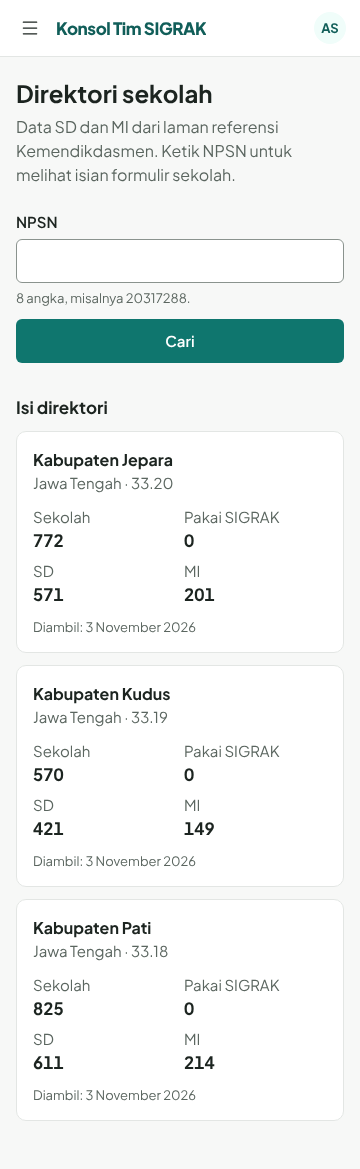 Konsol Tim SIGRAK
AS
Direktori sekolah
Data SD dan MI dari laman referensi
Kemendikdasmen. Ketik NPSN untuk
melihat isian formulir sekolah.
NPSN
8 angka, misalnya 20317288.
Cari
Isi direktori
Kabupaten Jepara
Jawa Tengah · 33.20
Sekolah Pakai SIGRAK
772 0
SD MI
571 201
Diambil: 3 November 2026
Kabupaten Kudus
Jawa Tengah · 33.19
Sekolah Pakai SIGRAK
570 0
SD MI
421 149
Diambil: 3 November 2026
Kabupaten Pati
Jawa Tengah · 33.18
Sekolah Pakai SIGRAK
825 0
SD MI
611 214
Diambil: 3 November 2026